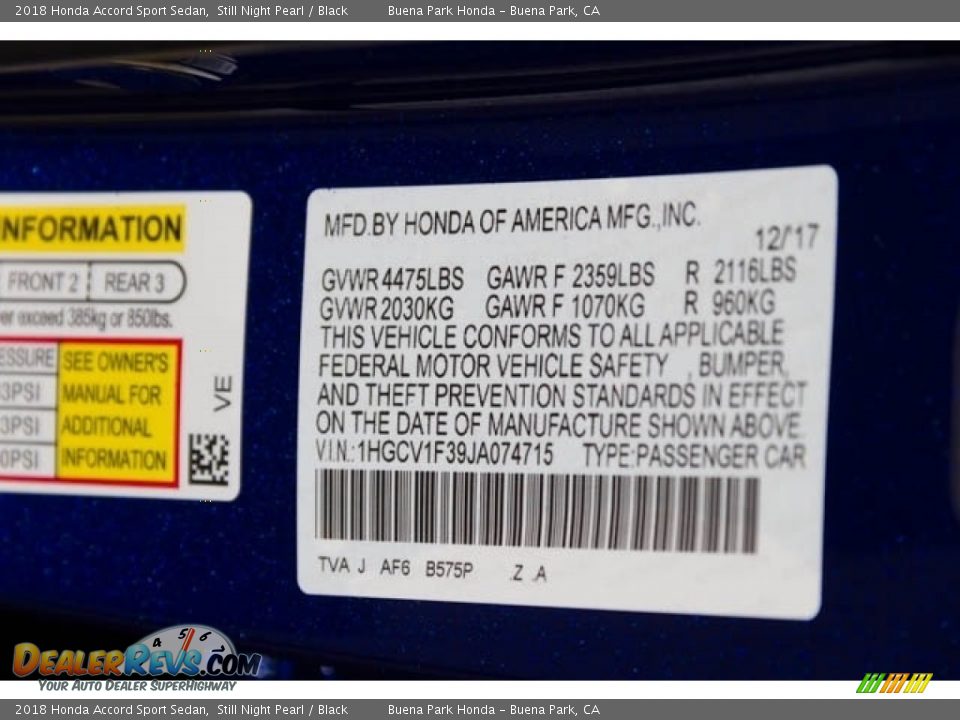 2018 Honda Accord Sport Sedan, Still Night Pearl / Black Buena Park Honda - Buena Park, CA
INFORMATION
FRONT 2 REAR 3
exceed 385kg or 850lbs.
SEE OWNER'S
3PSI MANUAL FOR
3PSI ADDITIONAL
0PSI INFORMATION
VE
MFD.BY HONDA OF AMERICA MFG.,INC.
12/'17
GVWR 4475LBS GAWR F 2359LBS R 2116LBS
GVWR 2030KG GAWR F 1070KG R 960KG
THIS VEHICLE CONFORMS TO ALL APPLICABLE
FEDERAL MOTOR VEHICLE SAFETY , BUMPER,
AND THEFT PREVENTION STANDARDS IN EFFECT
ON THE DATE OF MANUFACTURE SHOWN ABOVE.
V.I.N.:1HGCV1F39JA074715 TYPE:PASSENGER CAR
TVA J AF6 B575P .Z .A
4 5 6
DEALERREVS.COM
YOUR AUTO DEALER SUPERHIGHWAY
2018 Honda Accord Sport Sedan, Still Night Pearl / Black Buena Park Honda - Buena Park, CA